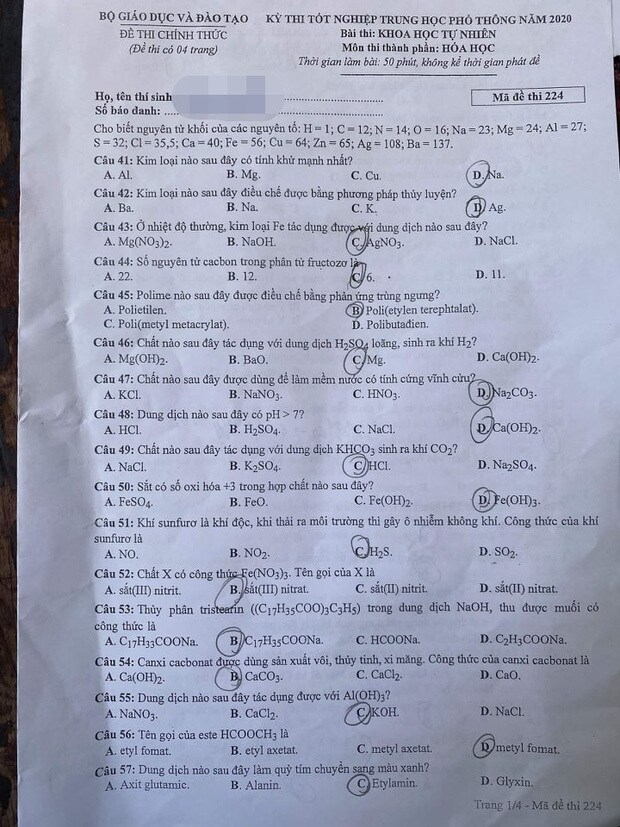 BỘ GIÁO DỤC VÀ ĐÀO TẠO KỲ THI TỐT NGHIỆP TRUNG HỌC PHỔ THÔNG NĂM 2020
ĐỀ THI CHÍNH THỨC Bài thi: KHOA HỌC TỰ NHIÊN
(Đề thi có 04 trang) Môn thi thành phần: HÓA HỌC
Thời gian làm bài: 50 phút, không kể thời gian phát đề
Họ, tên thí sinh
Số báo danh:
Mã đề thi 224
Cho biết nguyên tử khối của các nguyên tố: H = 1; C = 12; N = 14; O = 16; Na = 23; Mg = 24; Al = 27;
S = 32; Cl = 35,5; Ca = 40; Fe = 56; Cu = 64; Zn = 65; Ag = 108; Ba = 137.
Câu 41: Kim loại nào sau đây có tính khử mạnh nhất?
A. Al. B. Mg. C. Cu. D. Na.
Câu 42: Kim loại nào sau đây điều chế được bằng phương pháp thủy luyện?
A. Ba. B. Na. C. K. D. Ag.
Câu 43: Ở nhiệt độ thường, kim loại Fe tác dụng được với dung dịch nào sau đây?
A. Mg(NO₃)₂. B. NaOH. C. AgNO₃. D. NaCl.
Câu 44: Số nguyên tử cacbon trong phân tử fructozơ là
A. 22. B. 12. C. 6. D. 11.
Câu 45: Polime nào sau đây được điều chế bằng phản ứng trùng ngưng?
A. Polietilen. B. Poli(etylen terephtalat).
C. Poli(metyl metacrylat). D. Polibutađien.
Câu 46: Chất nào sau đây tác dụng với dung dịch H₂SO₄ loãng, sinh ra khí H₂?
A. Mg(OH)₂. B. BaO. C. Mg. D. Ca(OH)₂.
Câu 47: Chất nào sau đây được dùng để làm mềm nước có tính cứng vĩnh cửu?
A. KCl. B. NaNO₃. C. HNO₃. D. Na₂CO₃.
Câu 48: Dung dịch nào sau đây có pH > 7?
A. HCl. B. H₂SO₄. C. NaCl. D. Ca(OH)₂.
Câu 49: Chất nào sau đây tác dụng với dung dịch KHCO₃ sinh ra khí CO₂?
A. NaCl. B. K₂SO₄. C. HCl. D. Na₂SO₄.
Câu 50: Sắt có số oxi hóa +3 trong hợp chất nào sau đây?
A. FeSO₄. B. FeO. C. Fe(OH)₂. D. Fe(OH)₃.
Câu 51: Khí sunfurơ là khí độc, khi thải ra môi trường thì gây ô nhiễm không khí. Công thức của khí
sunfurơ là
A. NO. B. NO₂. C. H₂S. D. SO₂.
Câu 52: Chất X có công thức Fe(NO₃)₃. Tên gọi của X là
A. sắt(III) nitrit. B. sắt(III) nitrat. C. sắt(II) nitrit. D. sắt(II) nitrat.
Câu 53: Thủy phân tristearin ((C₁₇H₃₅COO)₃C₃H₅) trong dung dịch NaOH, thu được muối có
công thức là
A. C₁₇H₃₃COONa. B. C₁₇H₃₅COONa. C. HCOONa. D. C₂H₃COONa.
Câu 54: Canxi cacbonat được dùng sản xuất vôi, thủy tinh, xi măng. Công thức của canxi cacbonat là
A. Ca(OH)₂. B. CaCO₃. C. CaCl₂. D. CaO.
Câu 55: Dung dịch nào sau đây tác dụng được với Al(OH)₃?
A. NaNO₃. B. CaCl₂. C. KOH. D. NaCl.
Câu 56: Tên gọi của este HCOOCH₃ là
A. etyl fomat. B. etyl axetat. C. metyl axetat. D. metyl fomat.
Câu 57: Dung dịch nào sau đây làm quỳ tím chuyển sang màu xanh?
A. Axit glutamic. B. Alanin. C. Etylamin. D. Glyxin.
Trang 1/4 - Mã đề thi 224